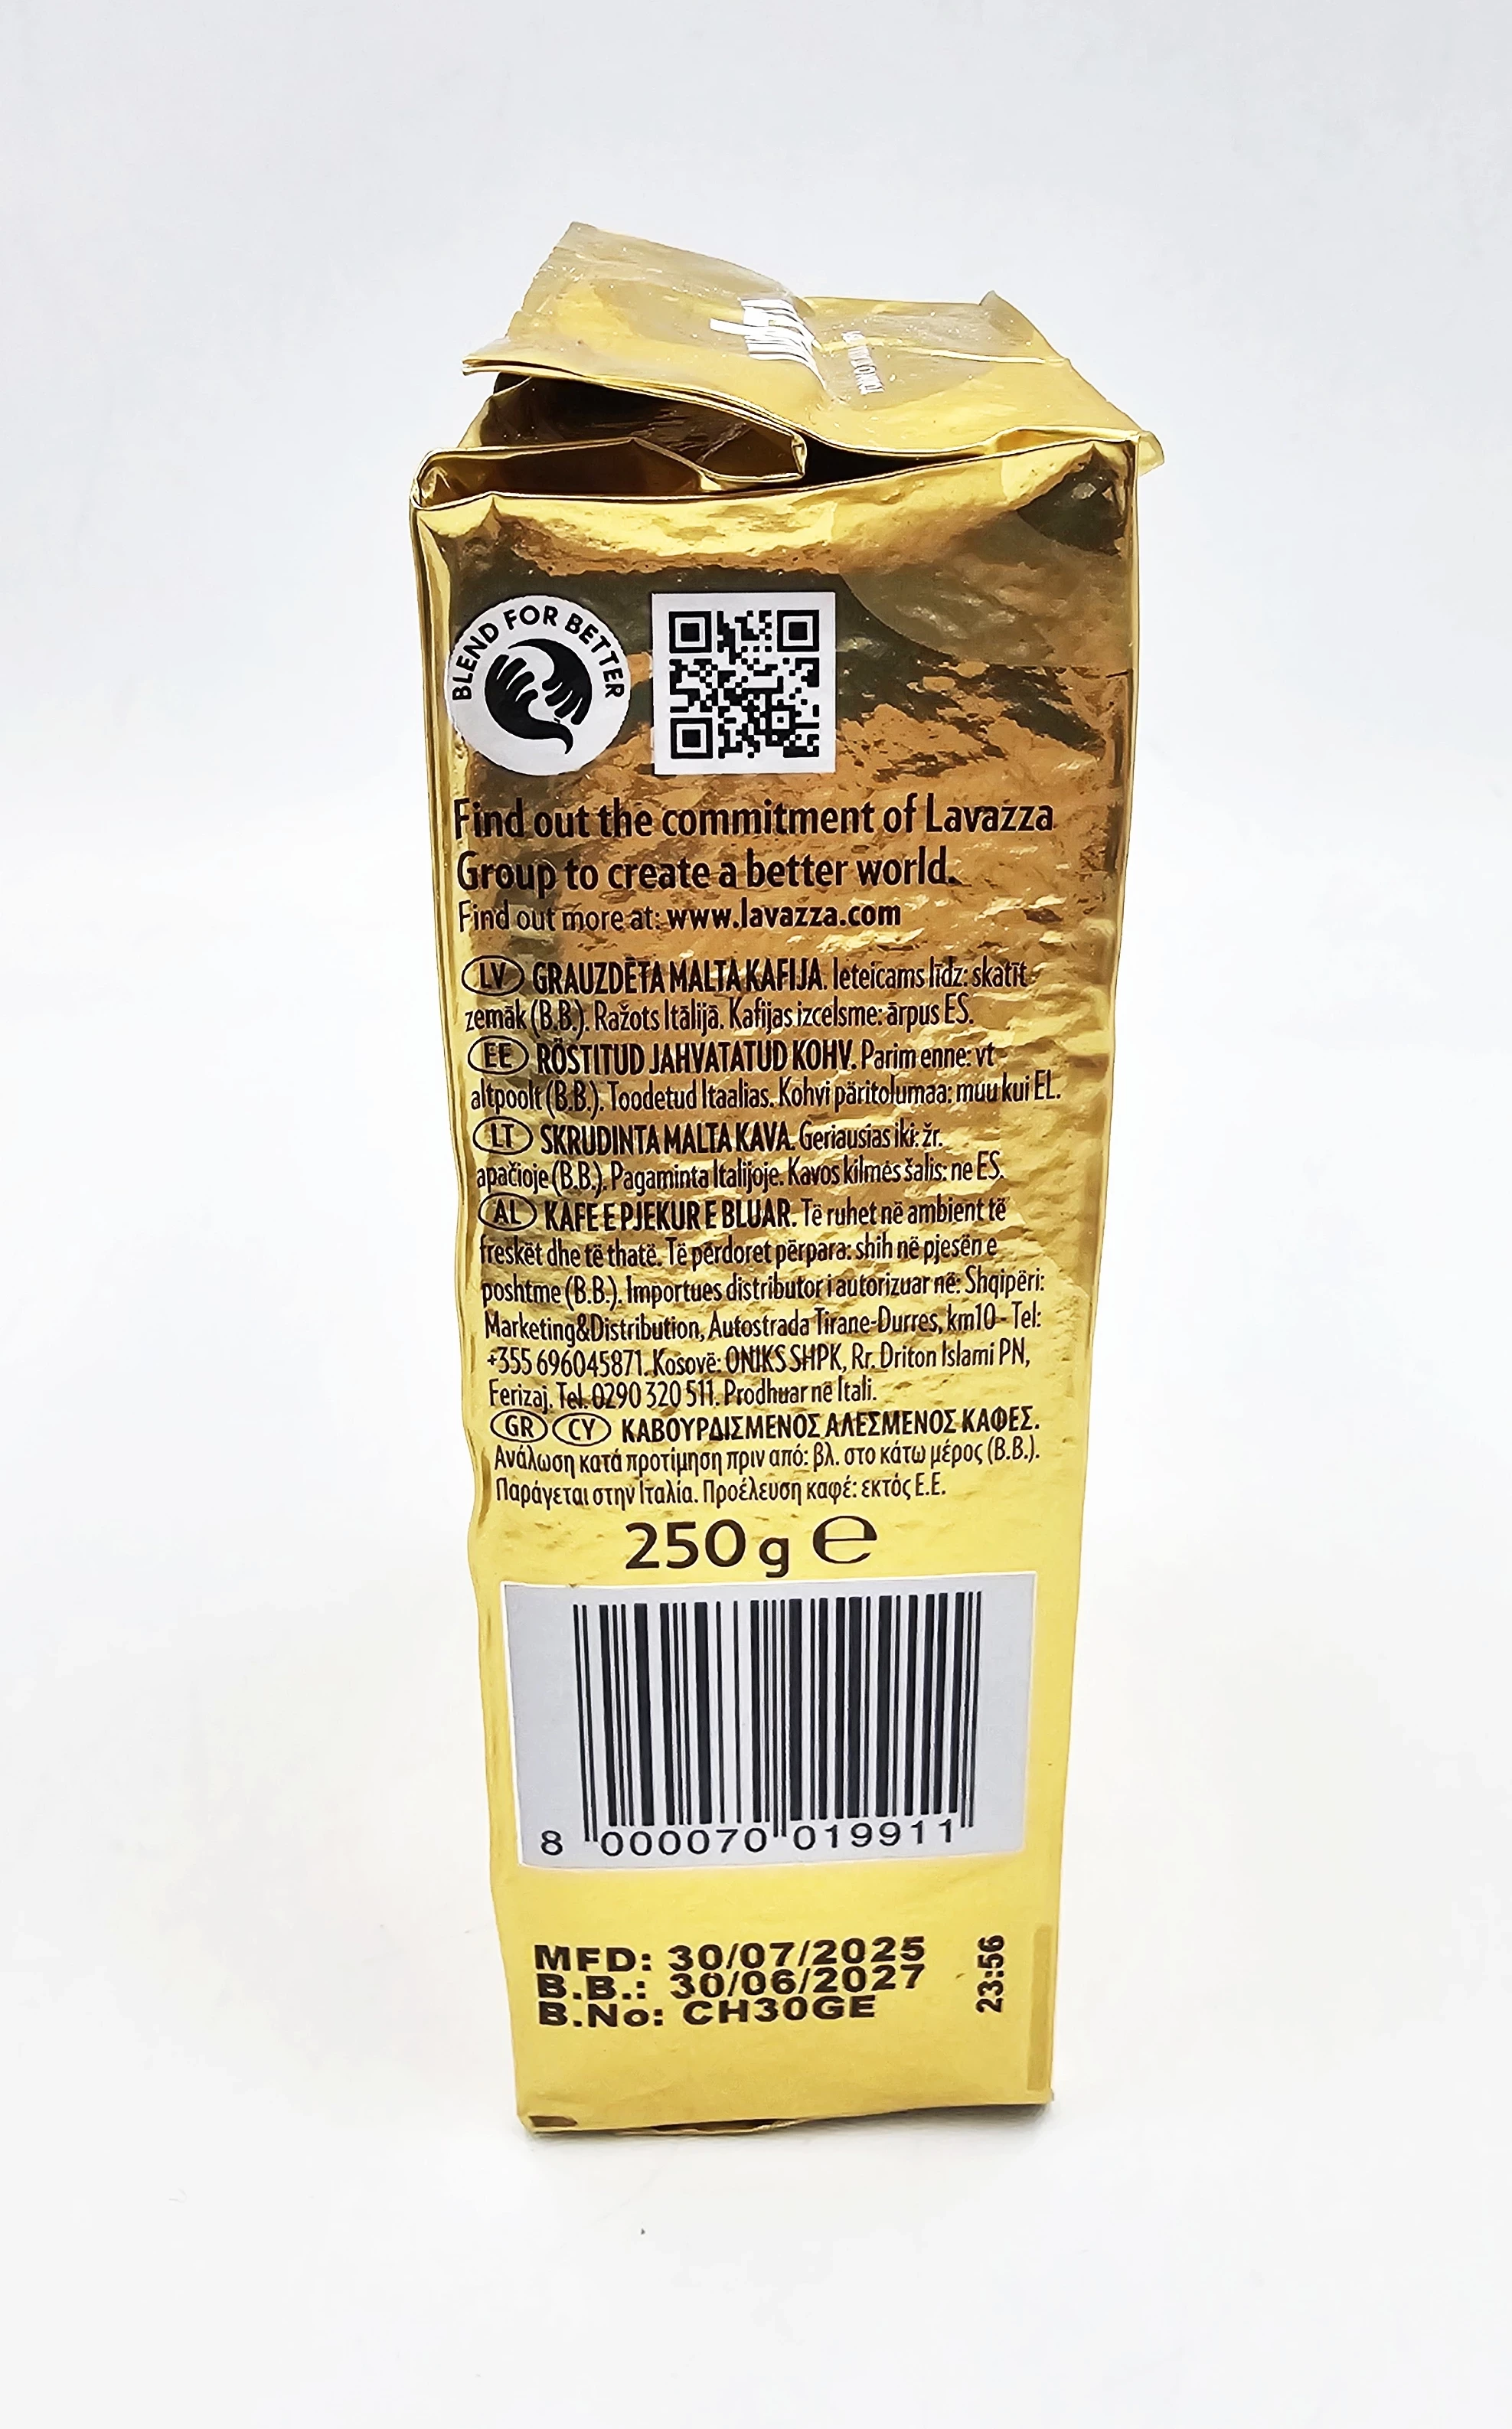 BLEND FOR BETTER
Find out the commitment of Lavazza
Group to create a better world.
Find out more at: www.lavazza.com
LV GRAUZDĒTA MALTA KAFIJA. Ieteicams līdz: skatīt
zemāk (B.B.). Ražots Itālijā. Kafijas izcelsme: ārpus ES.
EE RÖSTITUD JAHVATATUD KOHV. Parim enne: vt
altpoolt (B.B.). Toodetud Itaalias. Kohvi päritolumaa: muu kui EL.
LT SKRUDINTA MALTA KAVA. Geriausias iki: žr.
apačioje (B.B.). Pagaminta Italijoje. Kavos kilmės šalis: ne ES.
AL KAFE E PJEKUR E BLUAR. Të ruhet në ambient të
freskët dhe të thatë. Të përdoret përpara: shih në pjesën e
poshtme (B.B.). Importues distributor i autorizuar në: Shqipëri:
Marketing&Distribution, Autostrada Tirane-Durres, km10 - Tel:
+355 696045871. Kosovë: ONIKS SHPK, Rr. Driton Islami PN,
Ferizaj. Tel. 0290 320 511. Prodhuar në Itali.
GR CY ΚΑΒΟΥΡΔΙΣΜΕΝΟΣ ΑΛΕΣΜΕΝΟΣ ΚΑΦΕΣ.
Ανάλωση κατά προτίμηση πριν από: βλ. στο κάτω μέρος (B.B.).
Παράγεται στην Ιταλία. Προέλευση καφέ: εκτός Ε.Ε.
250 g ℮
8 000070 019911
MFD: 30/07/2025
B.B.: 30/06/2027
B.No: CH30GE
23:56